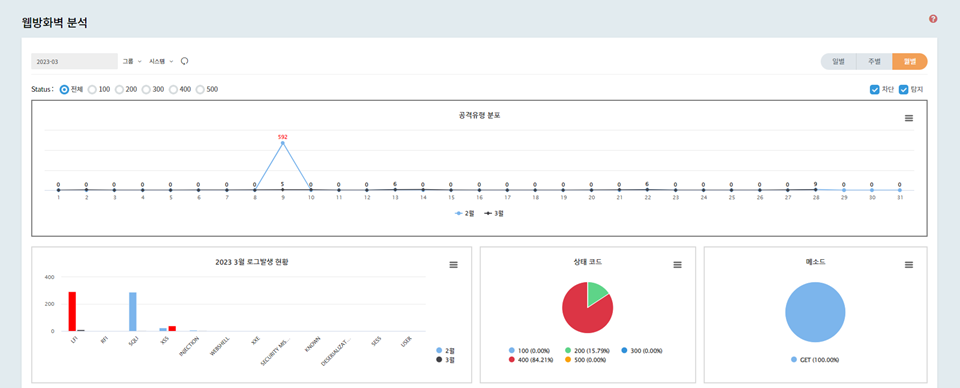 웹방화벽 분석
2023-03 그룹 시스템 일별 주별 월별
Status : 전체 100 200 300 400 500 차단 탐지
공격유형 분포
592
0 0 0 0 0 0 0 0 5 0 0 0 6 0 0 0 0 0 0 0 0 6 0 0 0 0 0 9 0 0 0
1 2 3 4 5 6 7 8 9 10 11 12 13 14 15 16 17 18 19 20 21 22 23 24 25 26 27 28 29 30 31
2월 3월
2023 3월 로그발생 현황
400
200
0
LFI RFI SQLI XSS INJECTION WEBSHELL XXE SECURITY MIS... KNOWN DESERIALIZAT... SESS USER
2월
3월
상태 코드
100 (0.00%) 200 (15.79%) 300 (0.00%)
400 (84.21%) 500 (0.00%)
메소드
GET (100.00%)